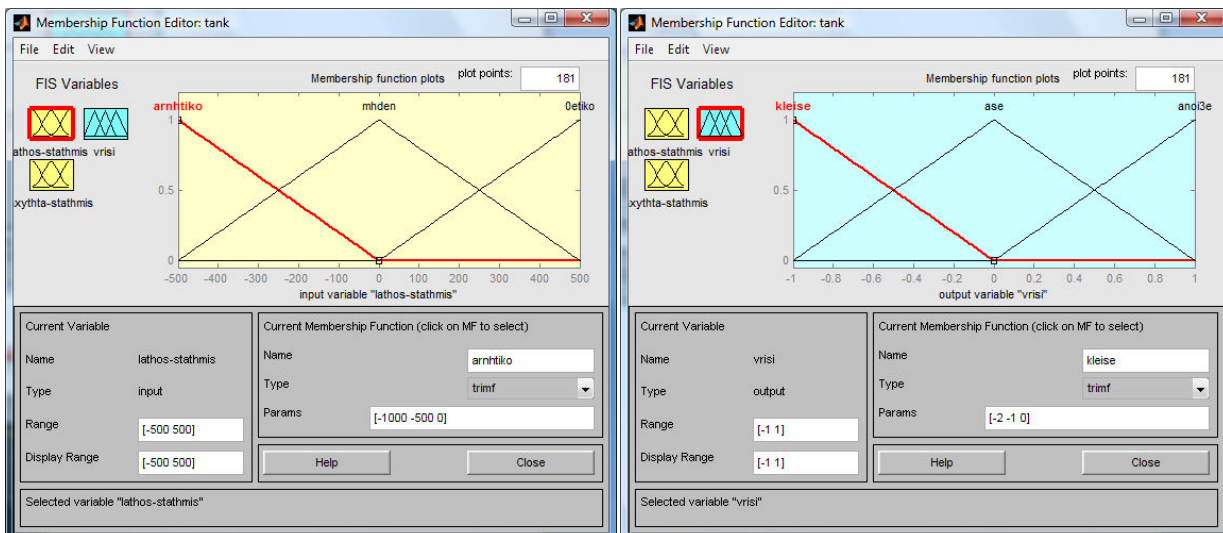 Membership Function Editor: tank
File Edit View
FIS Variables
Membership function plots plot points: 181
arnhtiko mhden 0etiko
1
athos-stathmis vrisi
0.5
xythta-stathmis
0
-500 -400 -300 -200 -100 0 100 200 300 400 500
input variable "lathos-stathmis"
Current Variable
Name lathos-stathmis
Type input
Range [-500 500]
Display Range [-500 500]
Current Membership Function (click on MF to select)
Name arnhtiko
Type trimf
Params [-1000 -500 0]
Help Close
Selected variable "lathos-stathmis"
Membership Function Editor: tank
File Edit View
FIS Variables
Membership function plots plot points: 181
kleise ase anoi3e
1
athos-stathmis vrisi
0.5
xythta-stathmis
0
-1 -0.8 -0.6 -0.4 -0.2 0 0.2 0.4 0.6 0.8 1
output variable "vrisi"
Current Variable
Name vrisi
Type output
Range [-1 1]
Display Range [-1 1]
Current Membership Function (click on MF to select)
Name kleise
Type trimf
Params [-2 -1 0]
Help Close
Selected variable "vrisi"